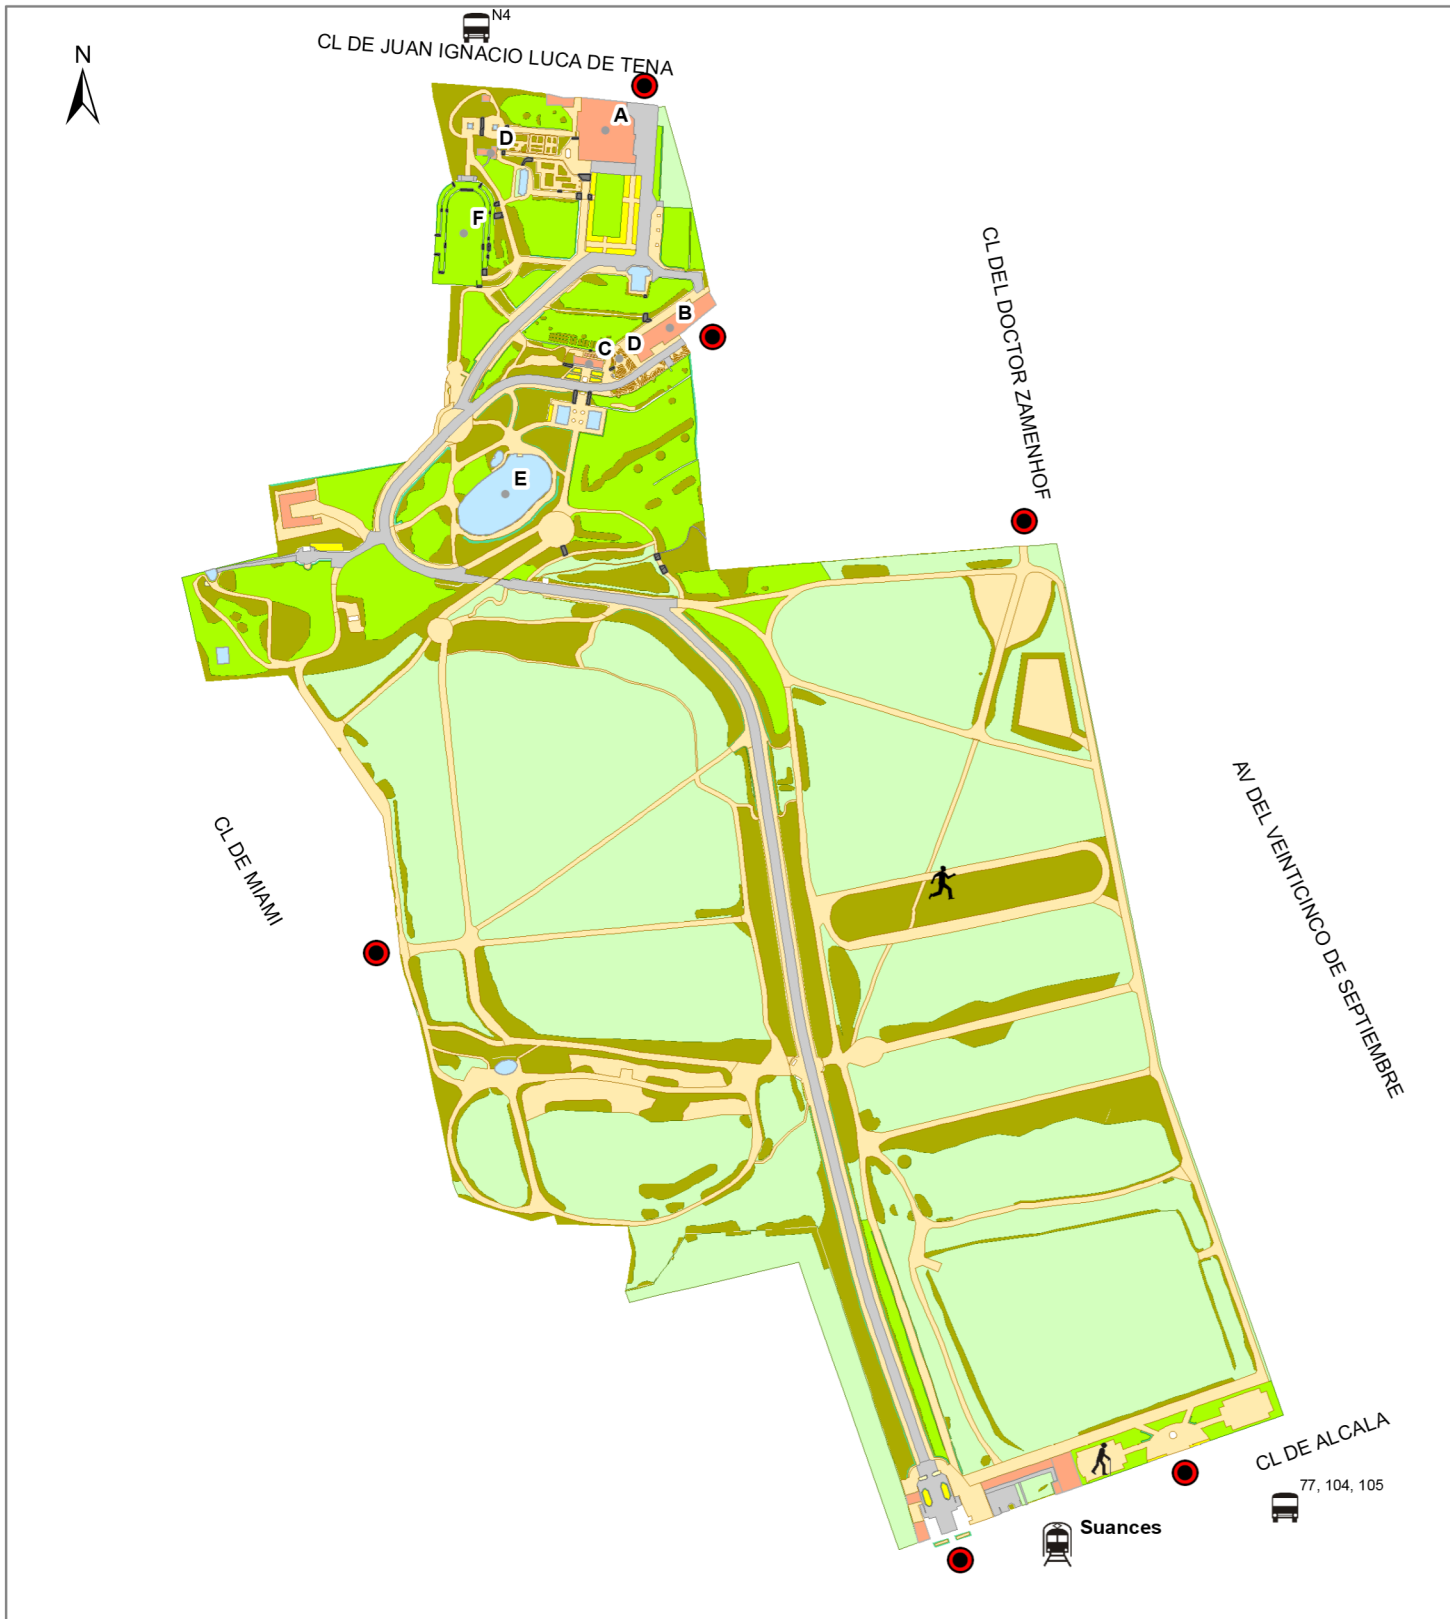 N4
CL DE JUAN IGNACIO LUCA DE TENA
N
A
D
F
B
C
D
E
CL DEL DOCTOR ZAMENHOF
AV DEL VEINTICINCO DE SEPTIEMBRE
CL DE MIAMI
CL DE ALCALA
77, 104, 105
Suances